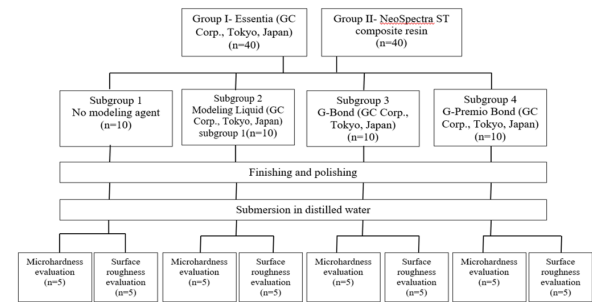 Group I- Essentia (GC
Corp., Tokyo, Japan)
(n=40)
Group II- NeoSpectra ST
composite resin
(n=40)
Subgroup 1
No modeling agent
(n=10)
Subgroup 2
Modeling Liquid (GC
Corp., Tokyo, Japan)
subgroup 1(n=10)
Subgroup 3
G-Bond (GC Corp.,
Tokyo, Japan)
(n=10)
Subgroup 4
G-Premio Bond (GC
Corp., Tokyo, Japan)
(n=10)
Finishing and polishing
Submersion in distilled water
Microhardness
evaluation
(n=5)
Surface
roughness
evaluation
(n=5)
Microhardness
evaluation
(n=5)
Surface
roughness
evaluation
(n=5)
Microhardness
evaluation
(n=5)
Surface
roughness
evaluation
(n=5)
Microhardness
evaluation
(n=5)
Surface
roughness
evaluation
(n=5)